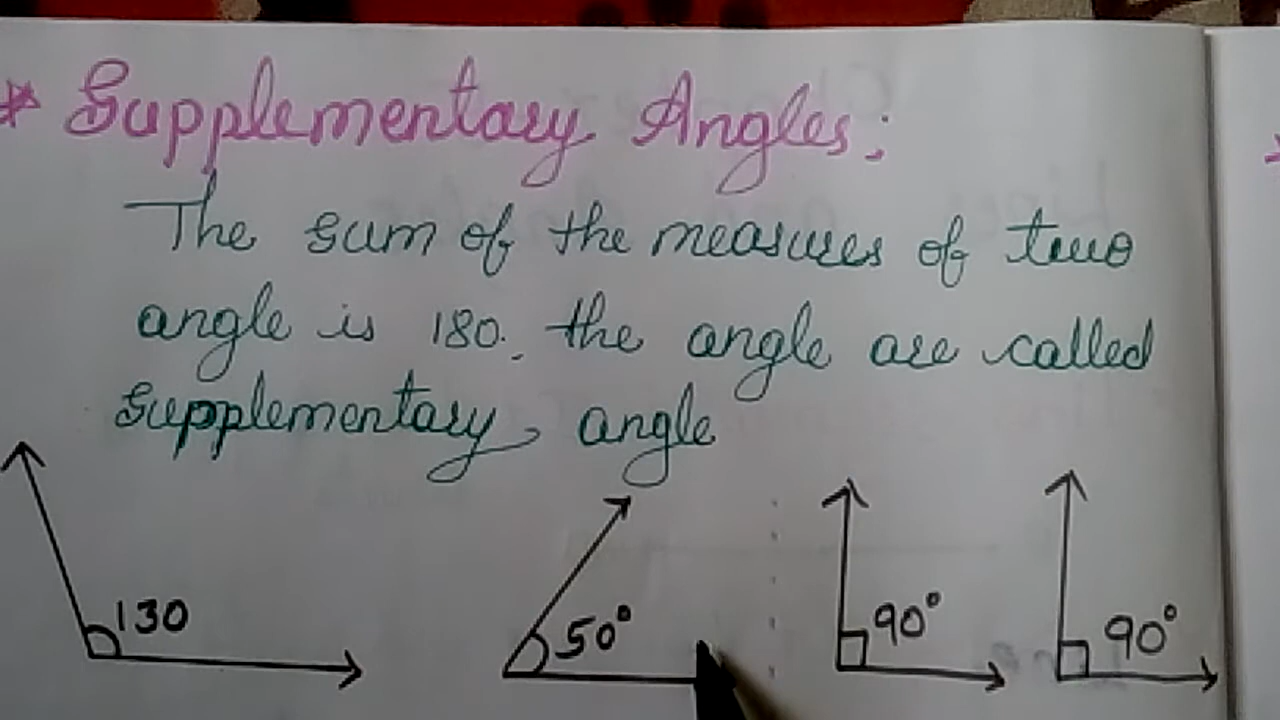 * Supplementary Angles:
The sum of the measures of two
angle is 180. the angle are called
Supplementary angle
130 50° 90° 90°